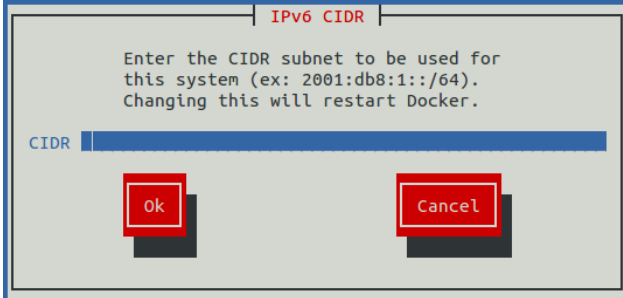 IPv6 CIDR
Enter the CIDR subnet to be used for
this system (ex: 2001:db8:1::/64).
Changing this will restart Docker.
CIDR
Ok Cancel